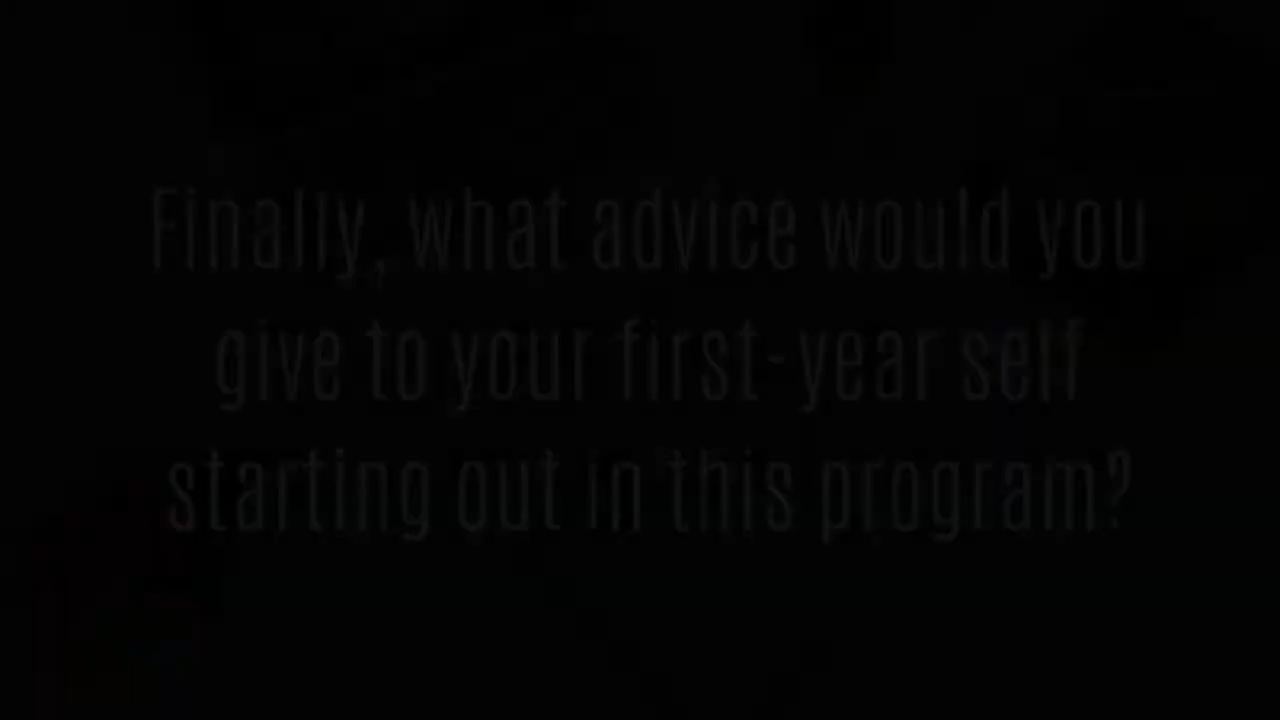 Finally, what advice would you
give to your first-year self
starting out in this program?